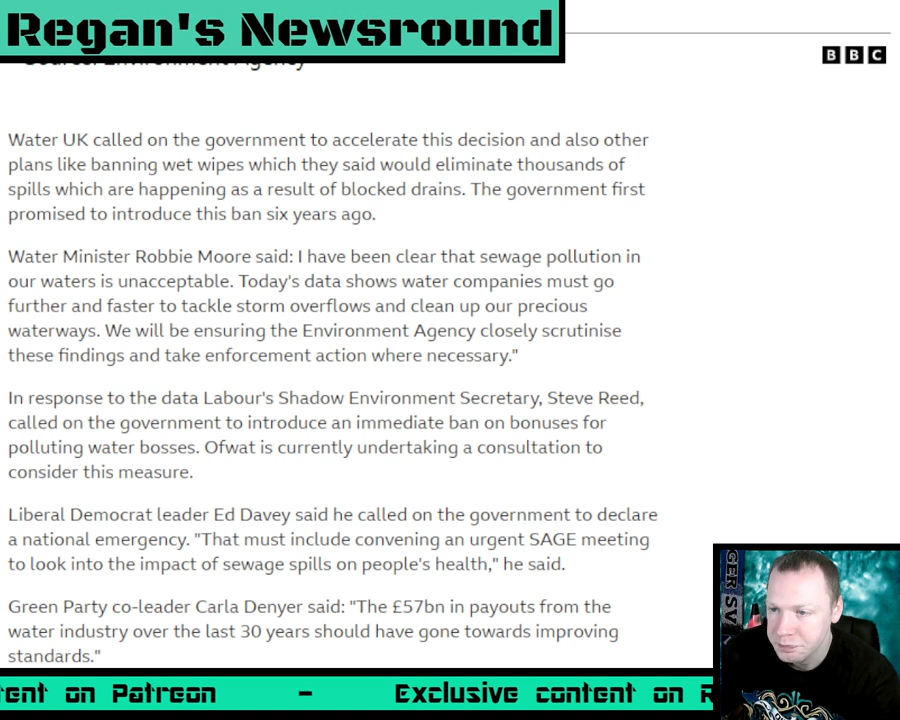 Regan's Newsround
Source: Environment Agency
BBC
Water UK called on the government to accelerate this decision and also other
plans like banning wet wipes which they said would eliminate thousands of
spills which are happening as a result of blocked drains. The government first
promised to introduce this ban six years ago.
Water Minister Robbie Moore said: I have been clear that sewage pollution in
our waters is unacceptable. Today's data shows water companies must go
further and faster to tackle storm overflows and clean up our precious
waterways. We will be ensuring the Environment Agency closely scrutinise
these findings and take enforcement action where necessary."
In response to the data Labour's Shadow Environment Secretary, Steve Reed,
called on the government to introduce an immediate ban on bonuses for
polluting water bosses. Ofwat is currently undertaking a consultation to
consider this measure.
Liberal Democrat leader Ed Davey said he called on the government to declare
a national emergency. "That must include convening an urgent SAGE meeting
to look into the impact of sewage spills on people's health," he said.
Green Party co-leader Carla Denyer said: "The £57bn in payouts from the
water industry over the last 30 years should have gone towards improving
standards."
tent on Patreon - Exclusive content on